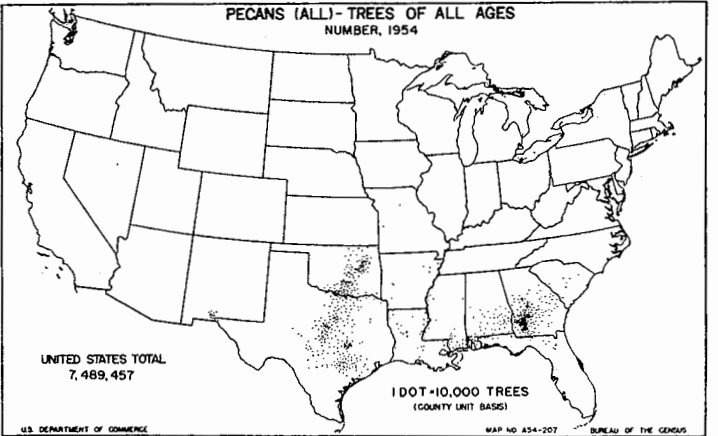 PECANS (ALL)- TREES OF ALL AGES
NUMBER, 1954
UNITED STATES TOTAL
7,489,457
1 DOT=10,000 TREES
(COUNTY UNIT BASIS)
U.S. DEPARTMENT OF COMMERCE
MAP NO A54-207
BUREAU OF THE CENSUS